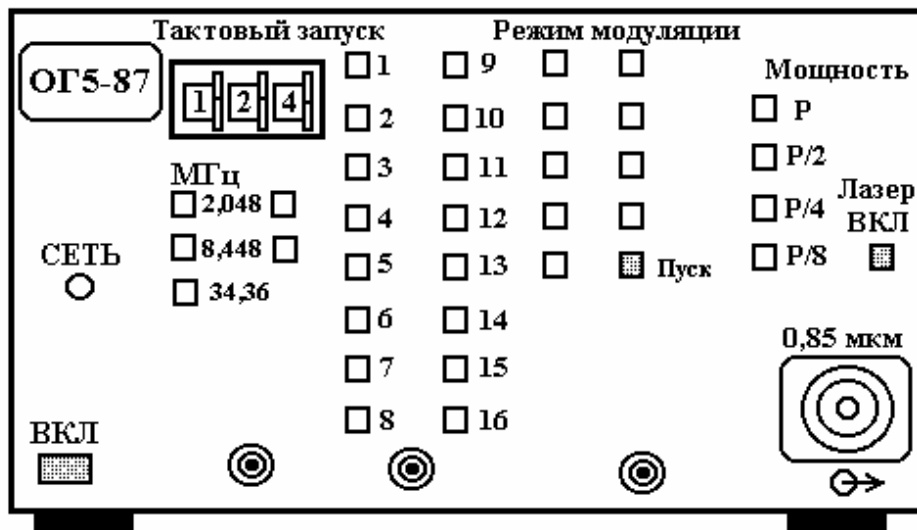 Тактовый запуск
Режим модуляции
ОГ5-87
1 2 4
МГц
2,048
8,448
34,36
СЕТЬ
ВКЛ
1
2
3
4
5
6
7
8
9
10
11
12
13
14
15
16
Пуск
Мощность
Р
Р/2
Р/4
Р/8
Лазер
ВКЛ
0,85 мкм